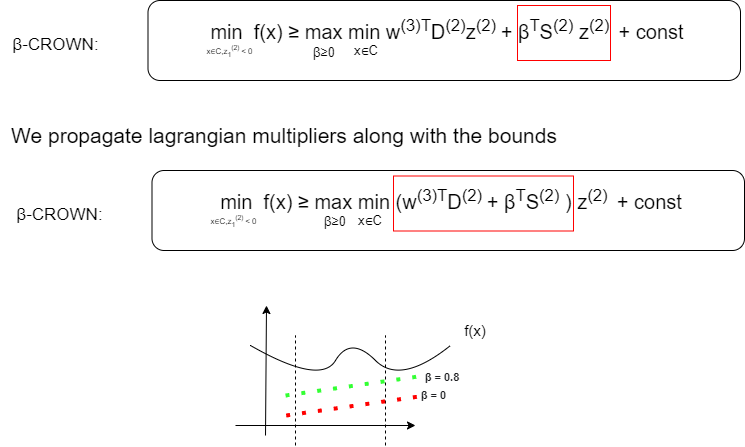 β-CROWN: min f(x) ≥ max min w⁽³⁾ᵀD⁽²⁾z⁽²⁾ + βᵀS⁽²⁾ z⁽²⁾ + const
x∈C,z₁⁽²⁾<0 β≥0 x∈C
We propagate lagrangian multipliers along with the bounds
β-CROWN: min f(x) ≥ max min (w⁽³⁾ᵀD⁽²⁾ + βᵀS⁽²⁾ ) z⁽²⁾ + const
x∈C,z₁⁽²⁾<0 β≥0 x∈C
f(x)
β = 0.8
β = 0